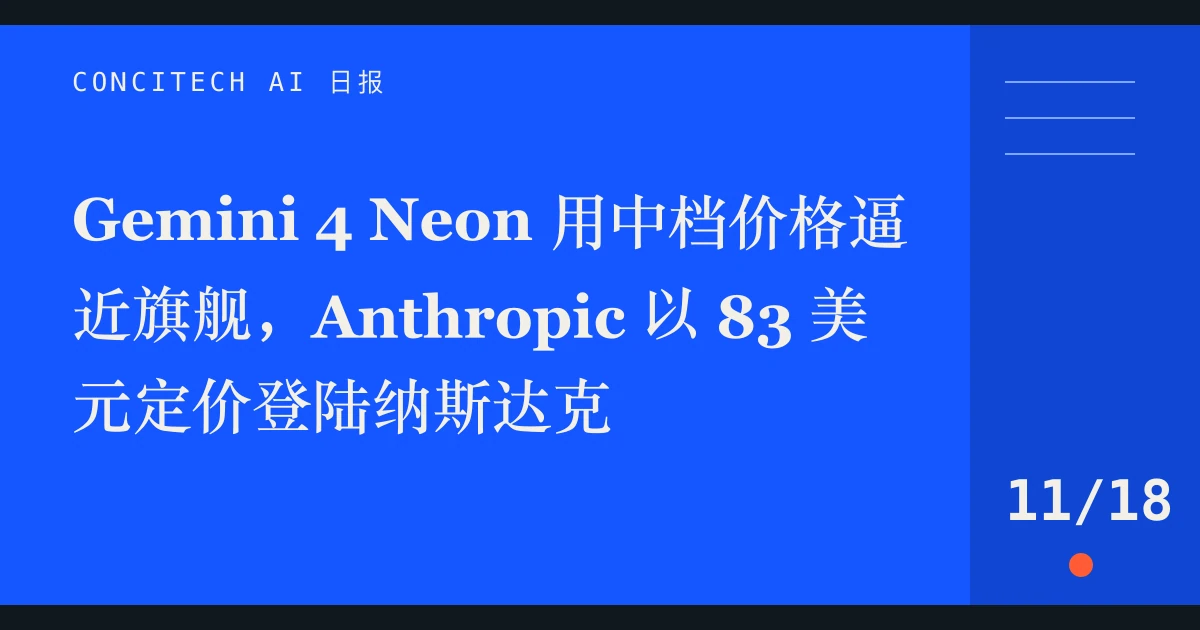 CONCITECH AI 日报
Gemini 4 Neon 用中档价格逼
近旗舰，Anthropic 以 83 美
元定价登陆纳斯达克
11/18